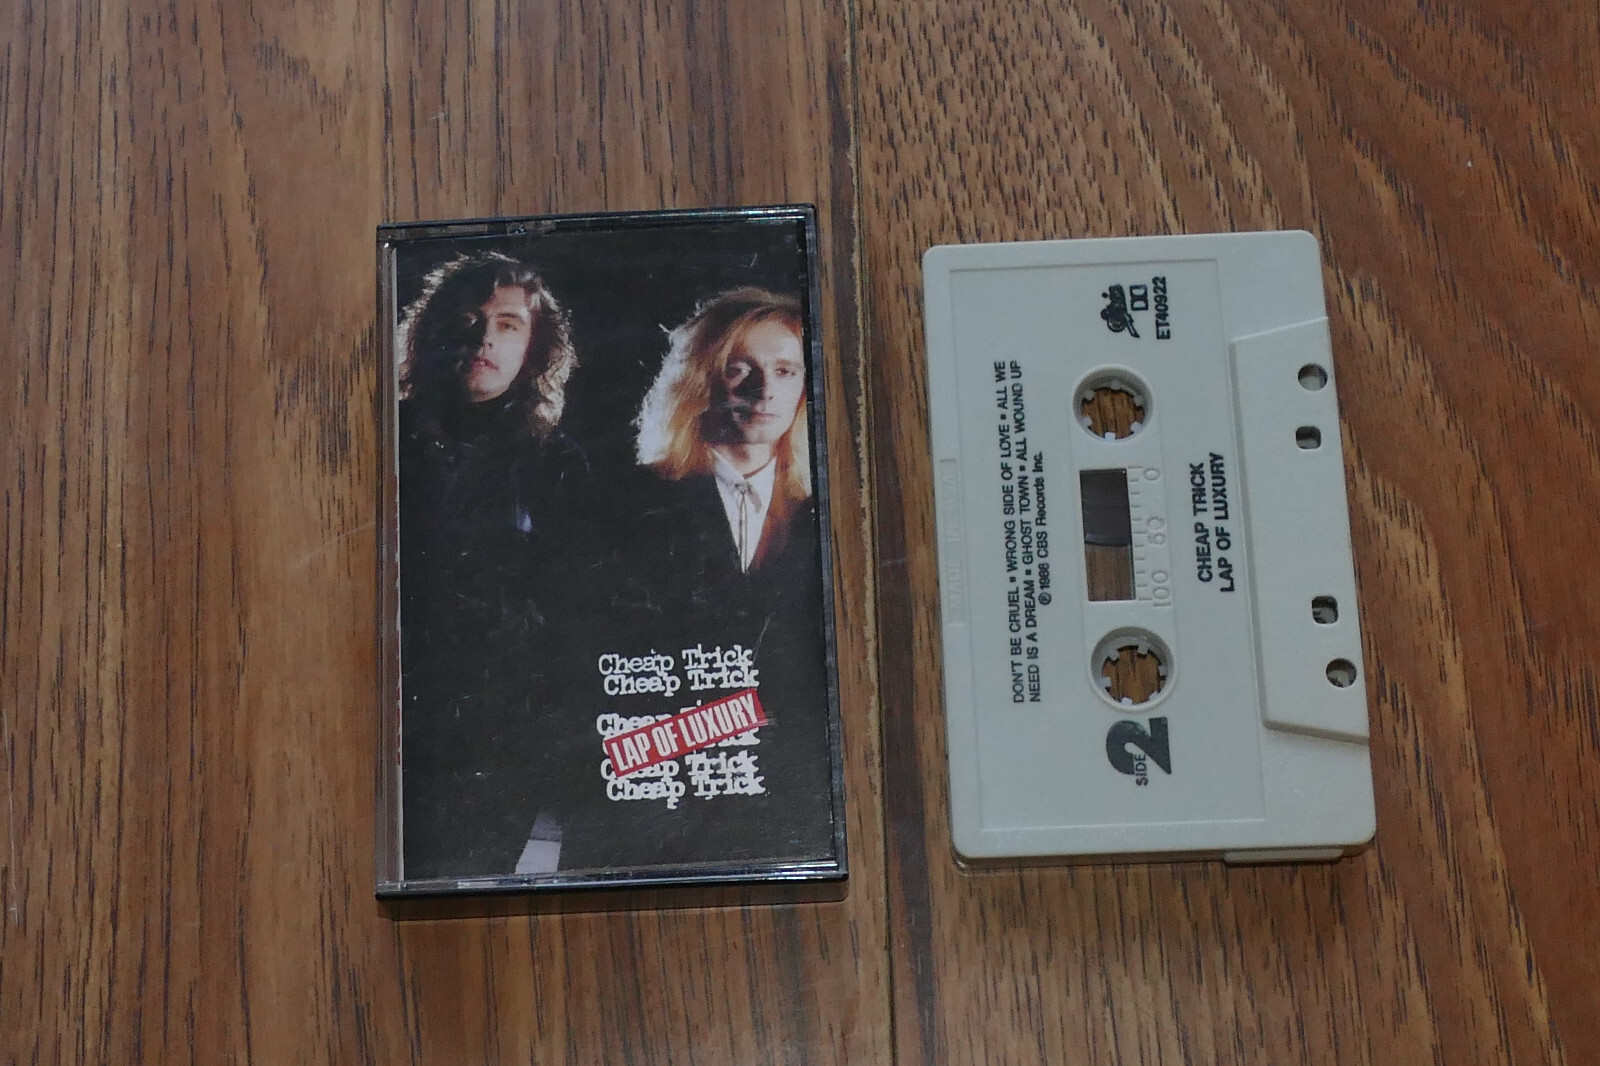 Cheap Trick
Cheap Trick
Cheap
LAP OF LUXURY
Cheap Trick
Cheap Trick
DON'T BE CRUEL ■ WRONG SIDE OF LOVE ■ ALL WE
NEED IS A DREAM ■ GHOST TOWN ■ ALL WOUND UP
℗ 1988 CBS Records Inc.
SIDE 2
100 50 0
Epic
ET40922
CHEAP TRICK
LAP OF LUXURY